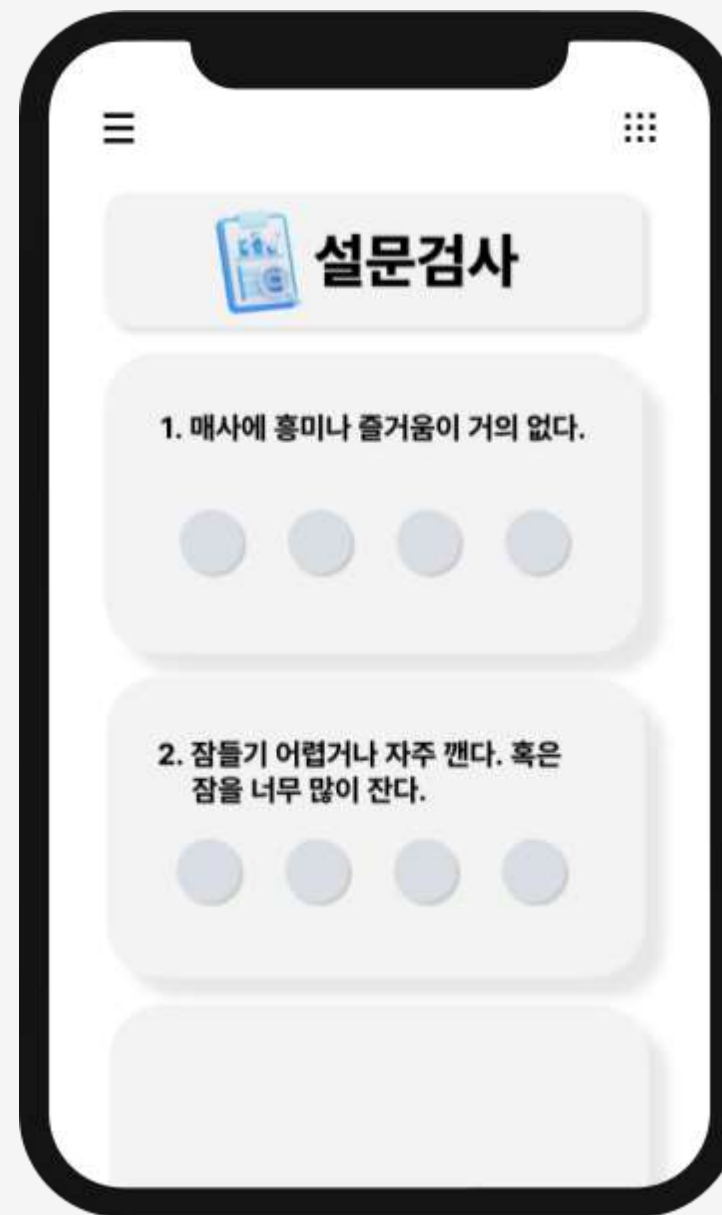 설문검사
1. 매사에 흥미나 즐거움이 거의 없다.
2. 잠들기 어렵거나 자주 깬다. 혹은
잠을 너무 많이 잔다.